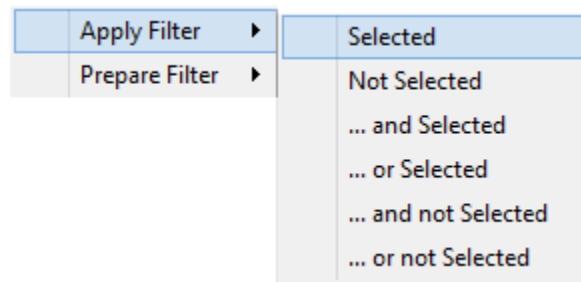 Apply Filter
Prepare Filter
Selected
Not Selected
... and Selected
... or Selected
... and not Selected
... or not Selected